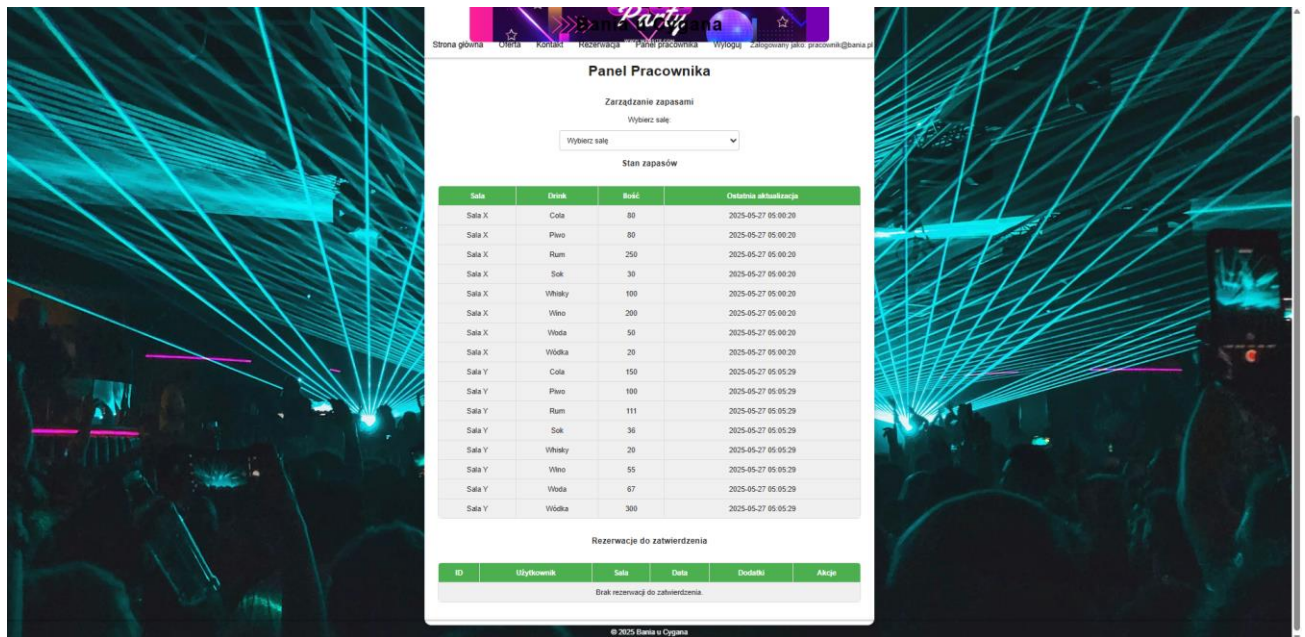 Party
Bania u Cygana
Strona główna Oferta Kontakt Rezerwacja Panel pracownika Wyloguj Zalogowany jako: pracownik@bania.pl
Panel Pracownika
Zarządzanie zapasami
Wybierz salę:
Wybierz salę
Stan zapasów
Sala Drink Ilość Ostatnia aktualizacja
Sala X Cola 80 2025-05-27 05:00:20
Sala X Piwo 80 2025-05-27 05:00:20
Sala X Rum 250 2025-05-27 05:00:20
Sala X Sok 30 2025-05-27 05:00:20
Sala X Whisky 100 2025-05-27 05:00:20
Sala X Wino 200 2025-05-27 05:00:20
Sala X Woda 50 2025-05-27 05:00:20
Sala X Wódka 20 2025-05-27 05:00:20
Sala Y Cola 150 2025-05-27 05:05:29
Sala Y Piwo 100 2025-05-27 05:05:29
Sala Y Rum 111 2025-05-27 05:05:29
Sala Y Sok 36 2025-05-27 05:05:29
Sala Y Whisky 20 2025-05-27 05:05:29
Sala Y Wino 55 2025-05-27 05:05:29
Sala Y Woda 67 2025-05-27 05:05:29
Sala Y Wódka 300 2025-05-27 05:05:29
Rezerwacje do zatwierdzenia
ID Użytkownik Sala Data Dodatki Akcje
Brak rezerwacji do zatwierdzenia.
© 2025 Bania u Cygana